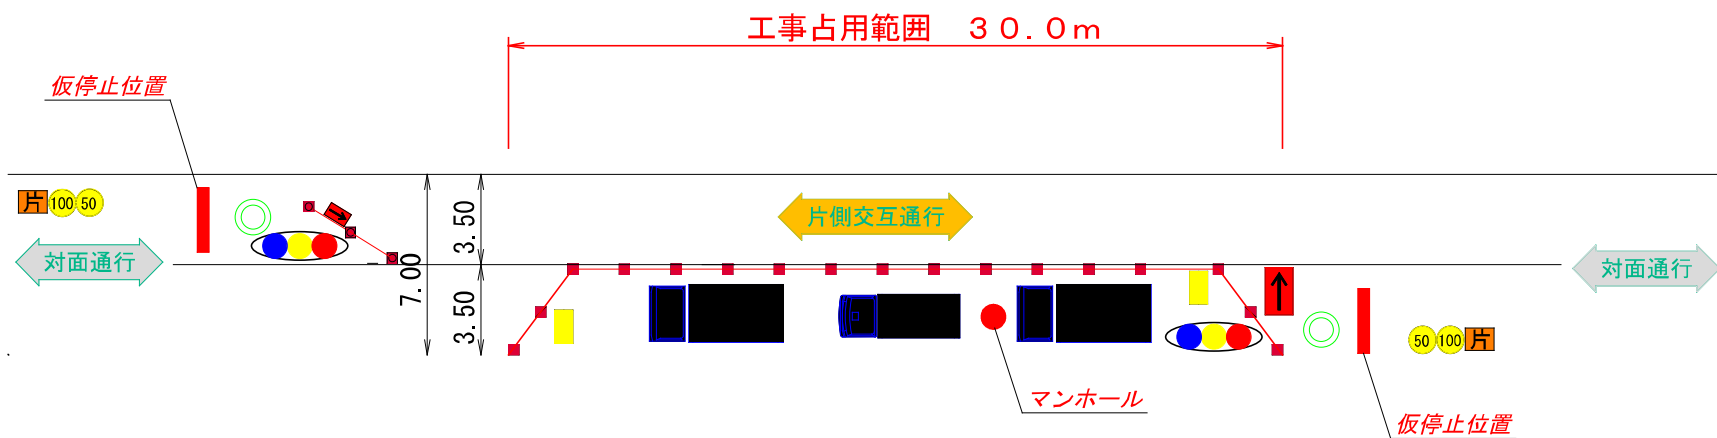 工事占用範囲　３０.０ｍ
仮停止位置
片 100 50
対面通行
7.00
3.50
3.50
片側交互通行
対面通行
50 100 片
マンホール
仮停止位置